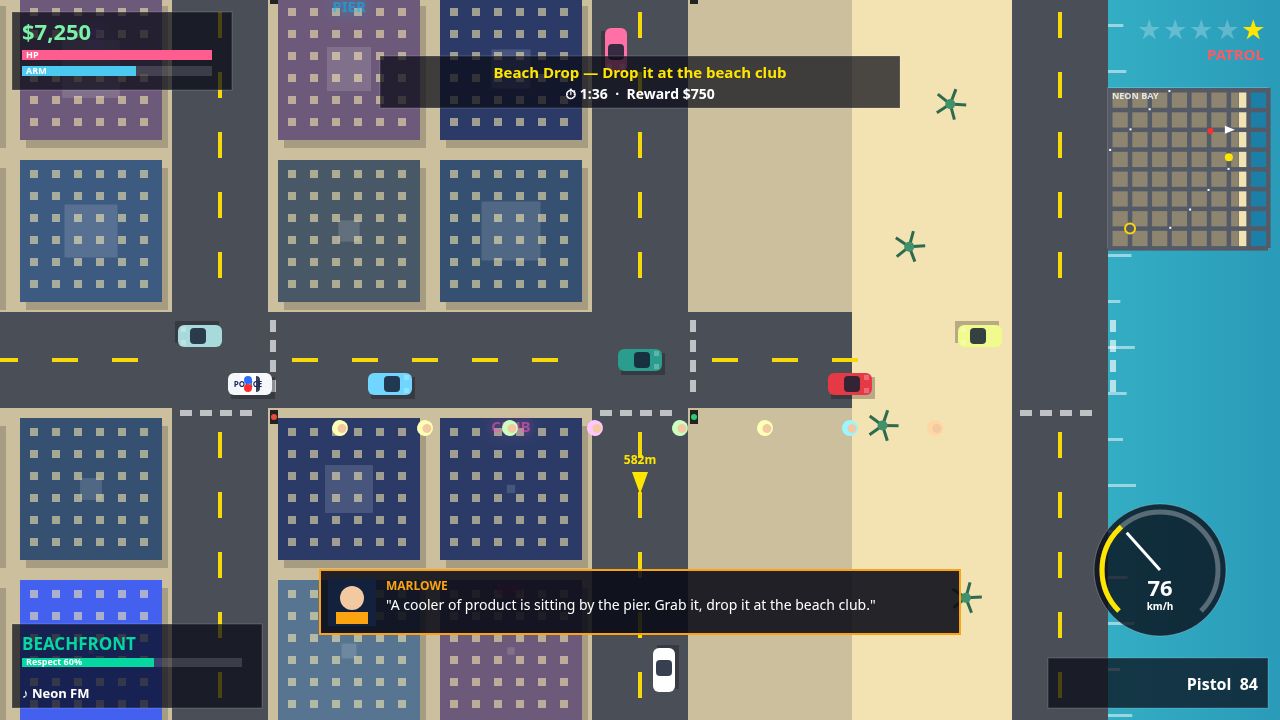 $7,250
HP
ARM
PIER
Beach Drop — Drop it at the beach club
⏱ 1:36 · Reward $750
PATROL
NEON BAY
POLICE
CLUB
582m
MARLOWE
"A cooler of product is sitting by the pier. Grab it, drop it at the beach club."
76
km/h
BEACHFRONT
Respect 60%
♪ Neon FM
Pistol 84